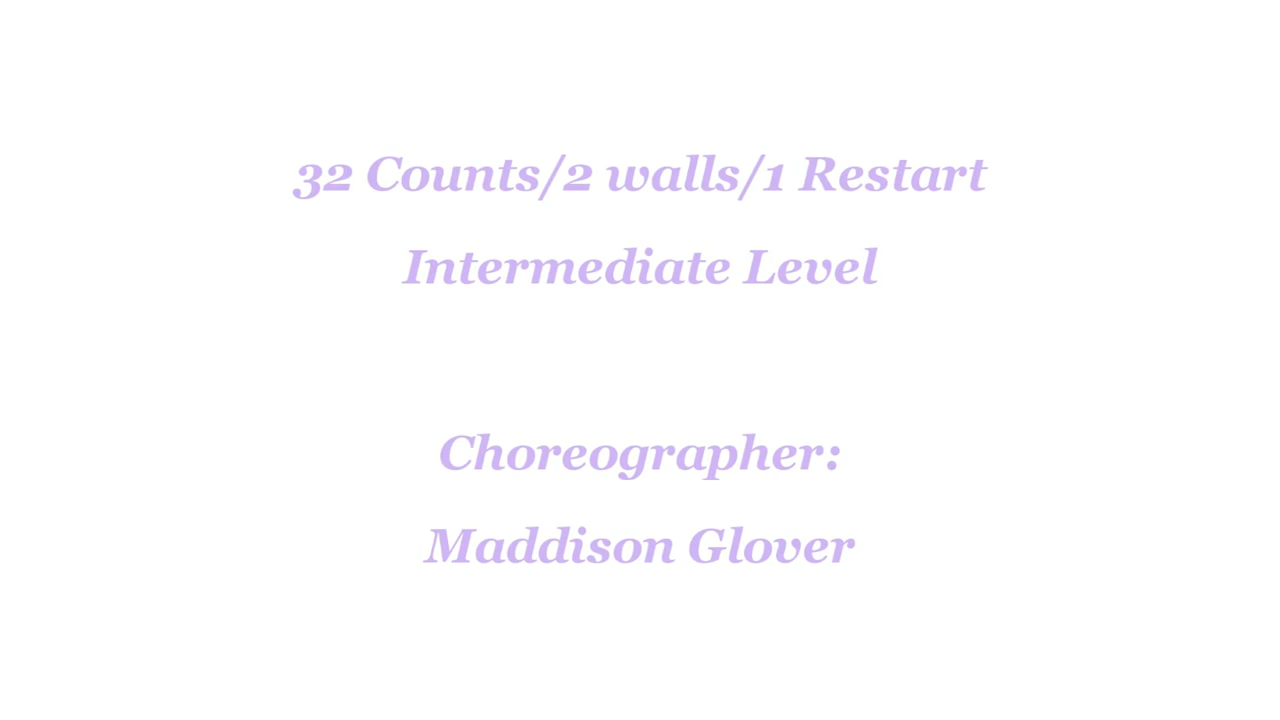 32 Counts/2 walls/1 Restart
Intermediate Level
Choreographer:
Maddison Glover